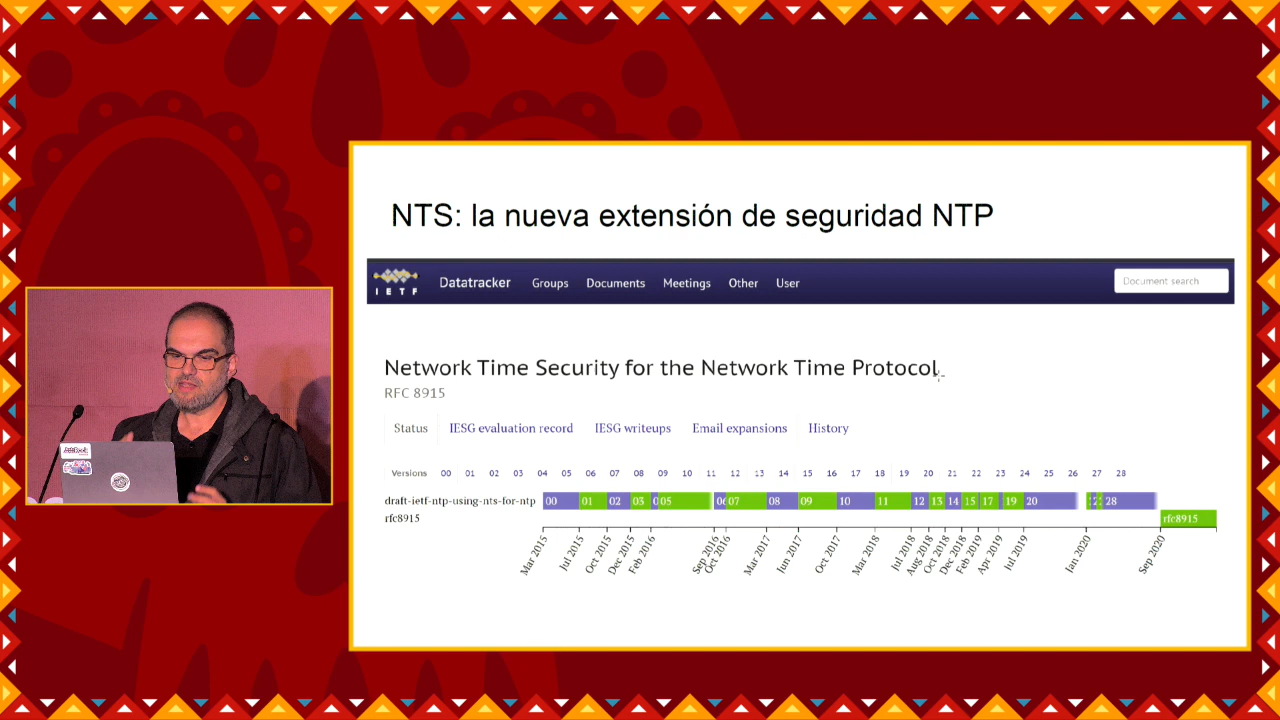 NTS: la nueva extensión de seguridad NTP
IETF
Datatracker Groups Documents Meetings Other User
Document search
Network Time Security for the Network Time Protocol
RFC 8915
Status IESG evaluation record IESG writeups Email expansions History
Versions 00 01 02 03 04 05 06 07 08 09 10 11 12 13 14 15 16 17 18 19 20 21 22 23 24 25 26 27 28
draft-ietf-ntp-using-nts-for-ntp 00 01 02 03 05 06 07 08 09 10 11 12 13 14 15 17 19 20 28
rfc8915 rfc8915
Mar 2015 Jul 2015 Oct 2015 Dec 2015 Feb 2016 Sep 2016 Oct 2016 Mar 2017 Jun 2017 Oct 2017 Mar 2018 Jul 2018 Aug 2018 Oct 2018 Dec 2018 Feb 2019 Apr 2019 Jul 2019 Jan 2020 Sep 2020